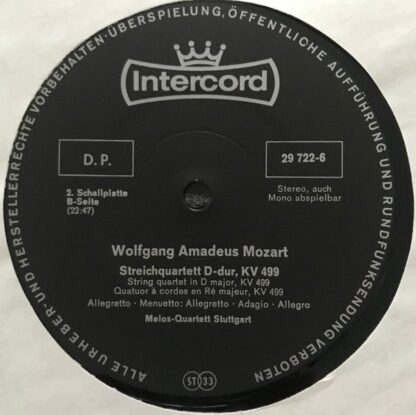 ALLE URHEBER- UND HERSTELLERRECHTE VORBEHALTEN · ÜBERSPIELUNG, ÖFFENTLICHE AUFFÜHRUNG UND RUNDFUNKSENDUNG VERBOTEN
Intercord
D. P.
29 722-6
2. Schallplatte
B-Seite
(22:47)
Stereo, auch
Mono abspielbar
Wolfgang Amadeus Mozart
Streichquartett D-dur, KV 499
String quartet in D major, KV 499
Quatuor à cordes en Ré majeur, KV 499
Allegretto · Menuetto: Allegretto · Adagio · Allegro
Melos-Quartett Stuttgart
ST 33